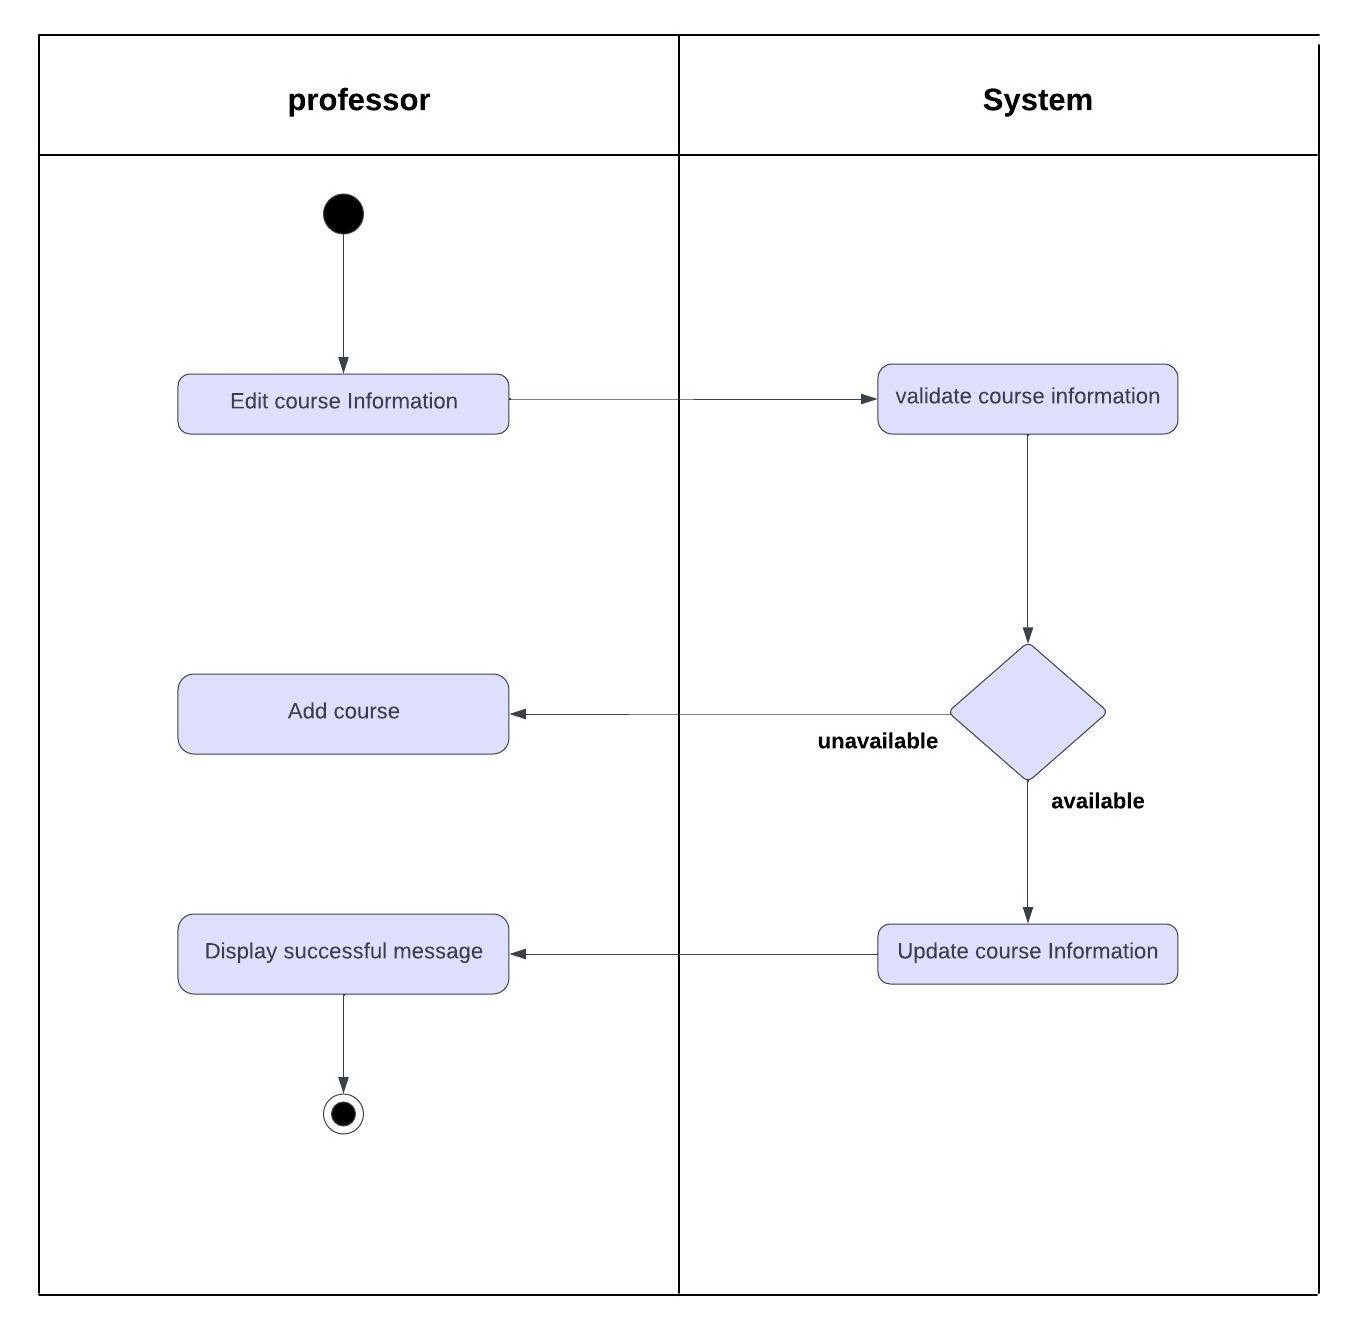 professor
System
Edit course Information
validate course information
Add course
unavailable
available
Display successful message
Update course Information